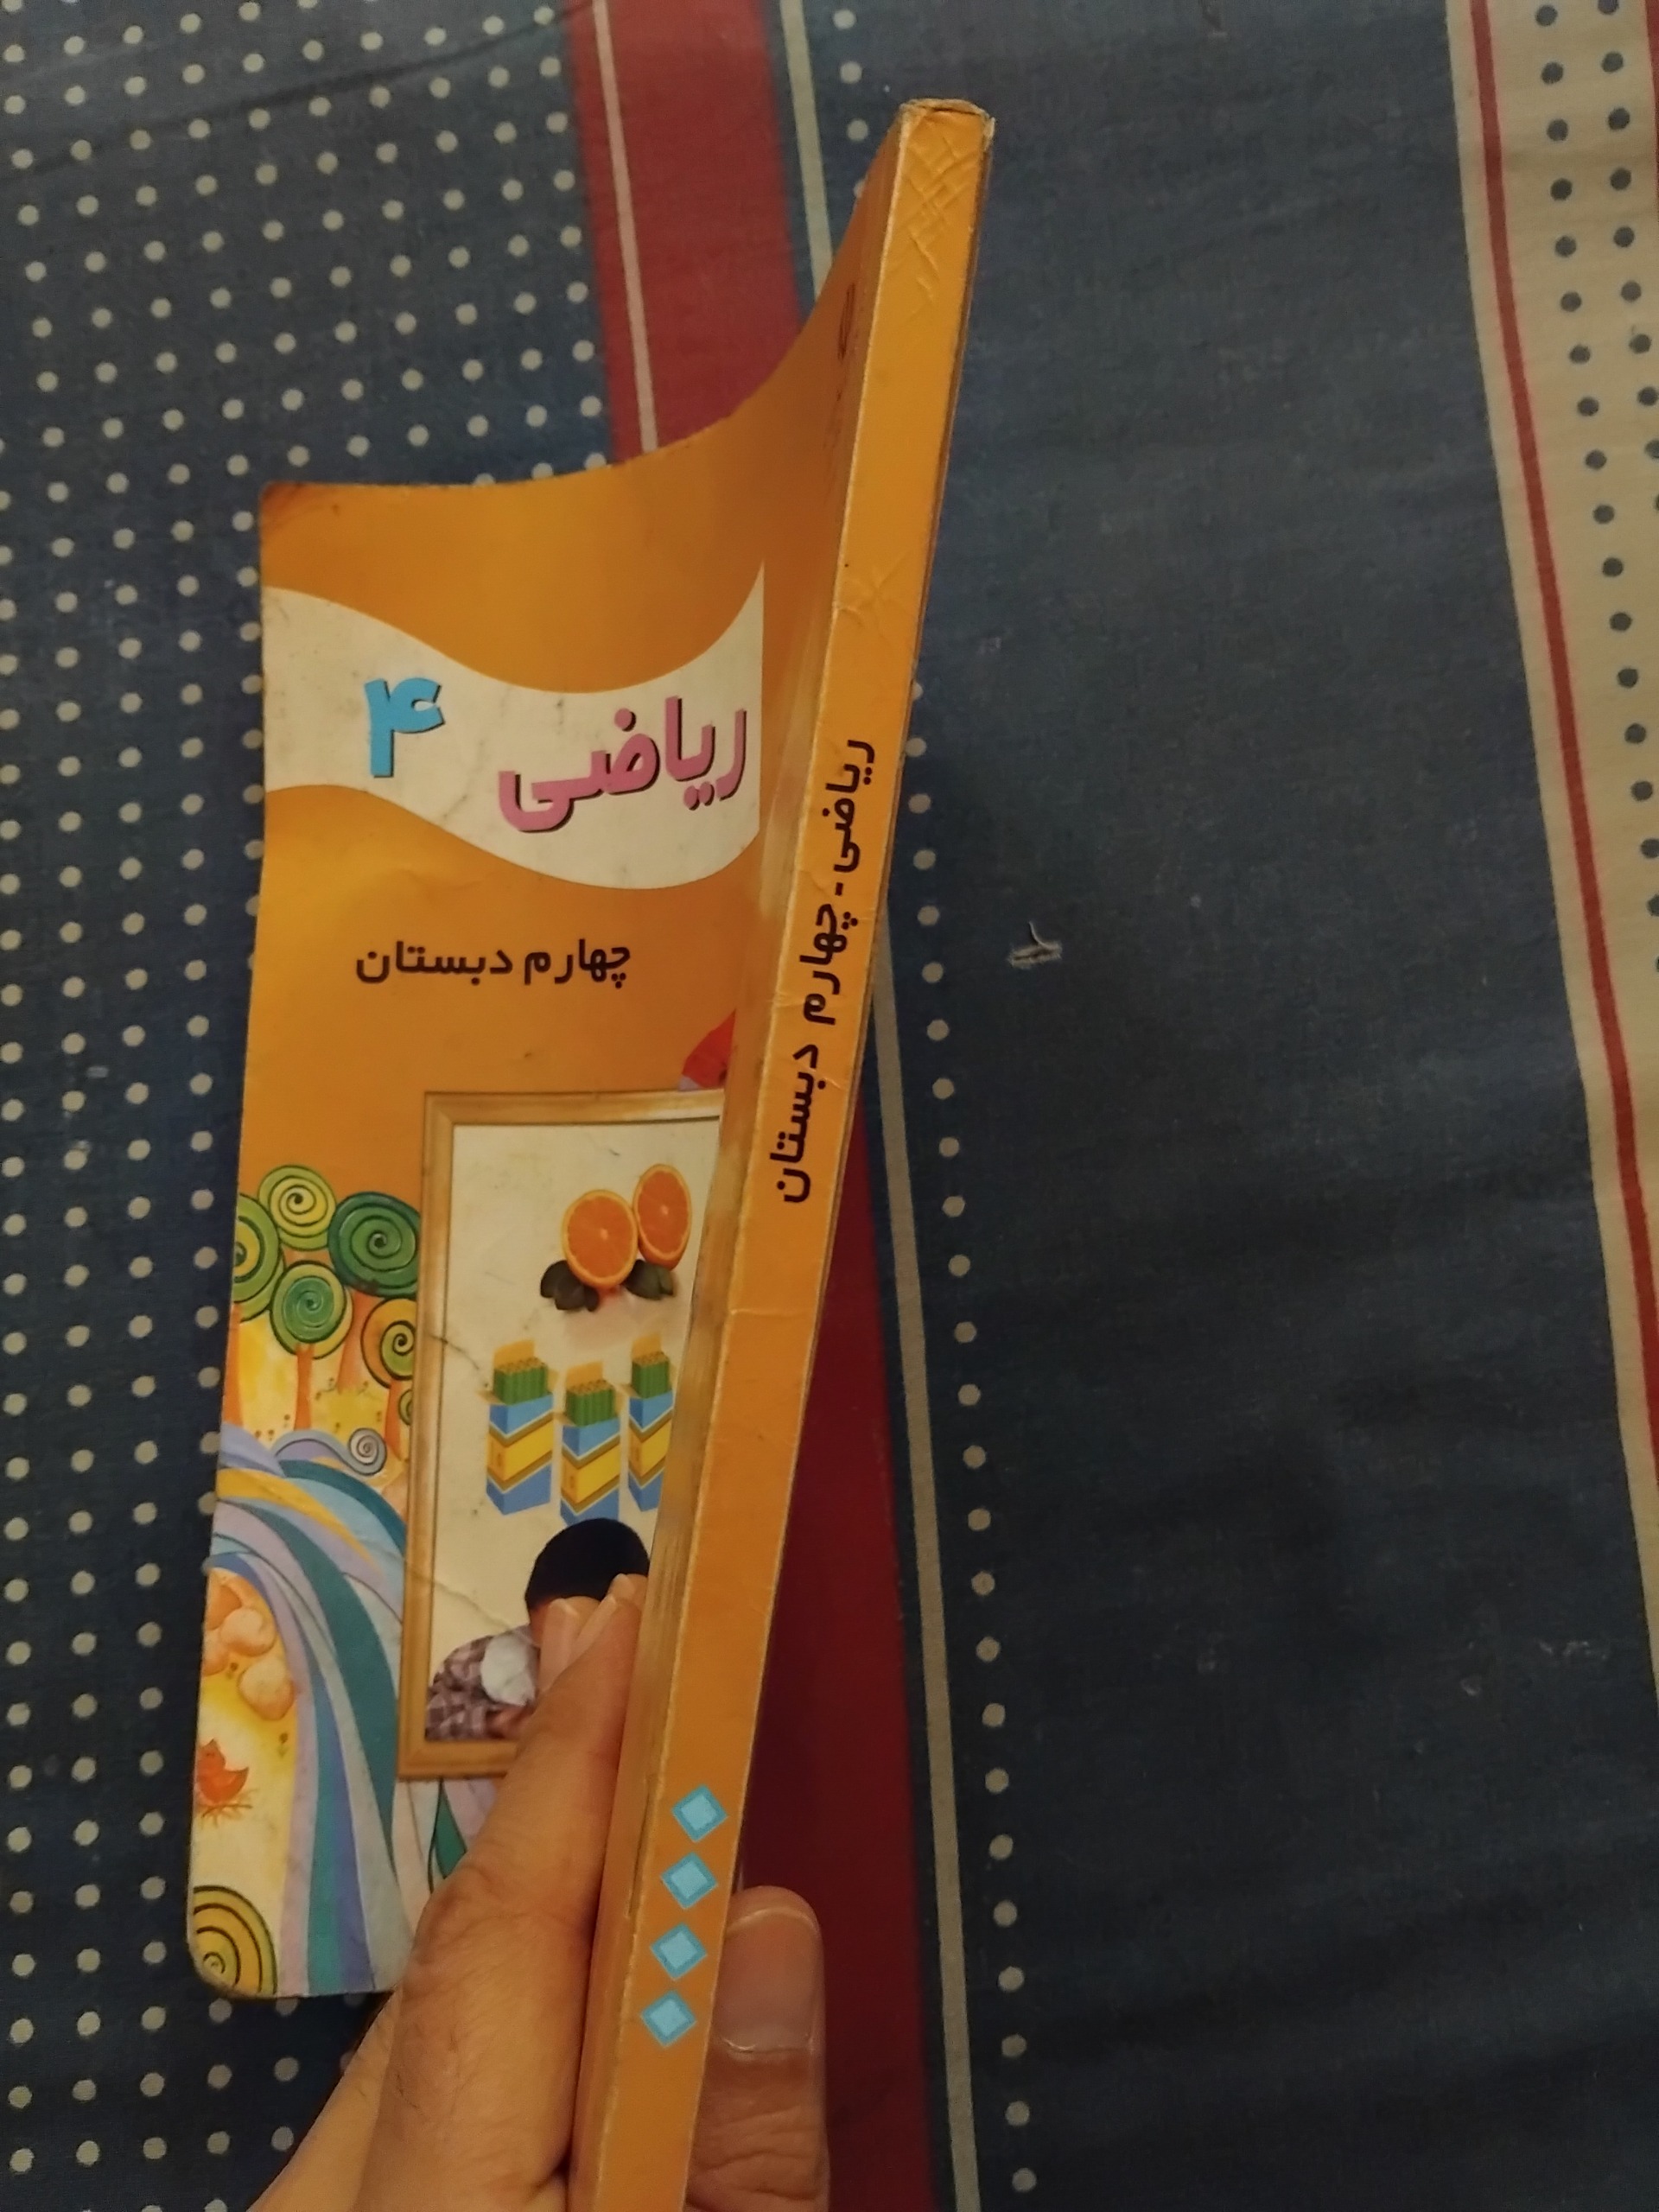 ریاضی ۴
چهارم دبستان
ریاضی - چهارم دبستان